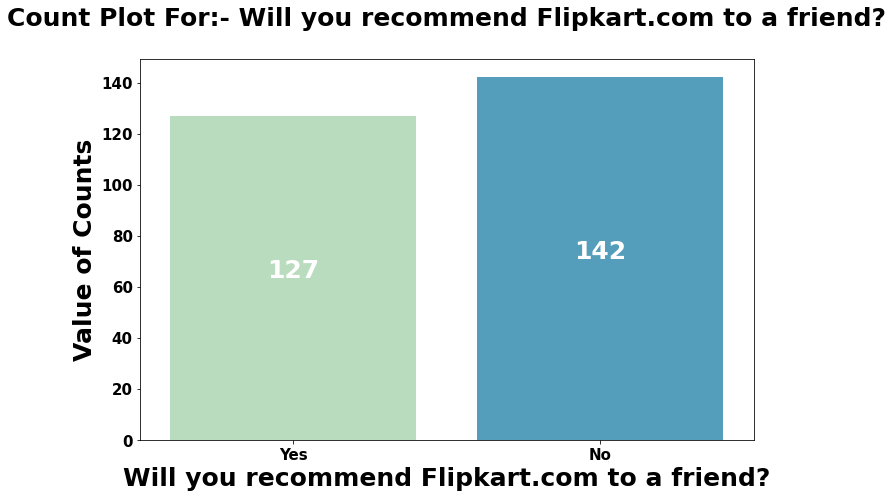 Count Plot For:- Will you recommend Flipkart.com to a friend?
Value of Counts
140
120
100
80
60
40
20
0
127
142
Yes No
Will you recommend Flipkart.com to a friend?